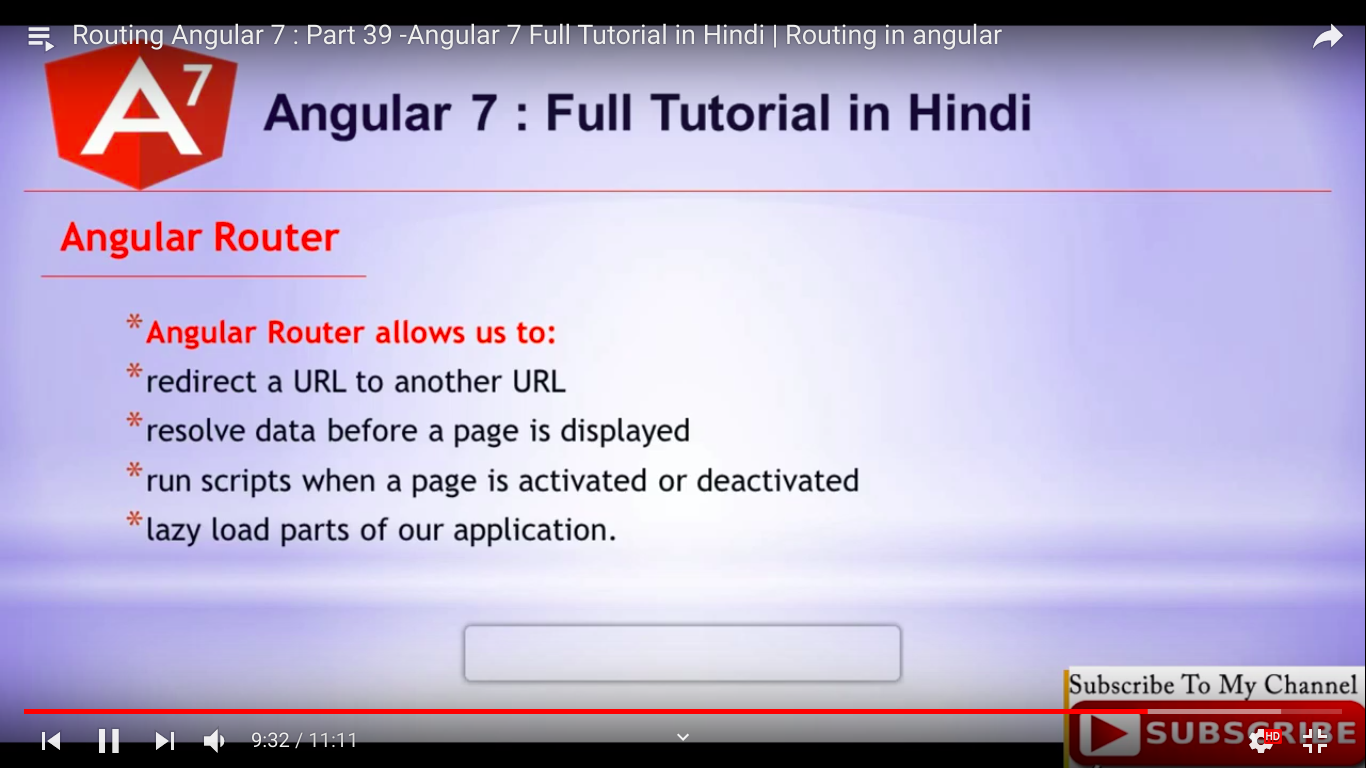 Routing Angular 7 : Part 39 -Angular 7 Full Tutorial in Hindi | Routing in angular
A7
Angular 7 : Full Tutorial in Hindi
Angular Router
* Angular Router allows us to:
* redirect a URL to another URL
* resolve data before a page is displayed
* run scripts when a page is activated or deactivated
* lazy load parts of our application.
Subscribe To My Channel
SUBSCRIBE
9:32 / 11:11
HD